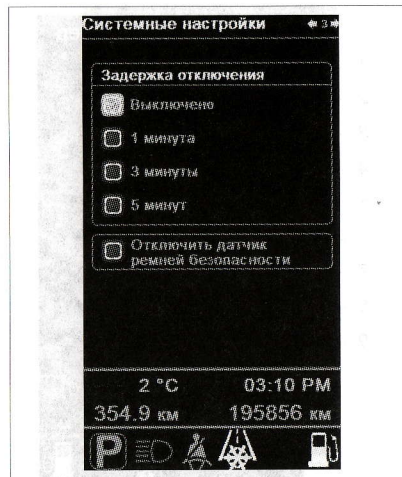 Системные настройки 3
Задержка отключения
Выключено
1 минута
3 минуты
5 минут
Отключить датчик
ремней безопасности
2 °C 03:10 PM
354.9 км 195856 км
P